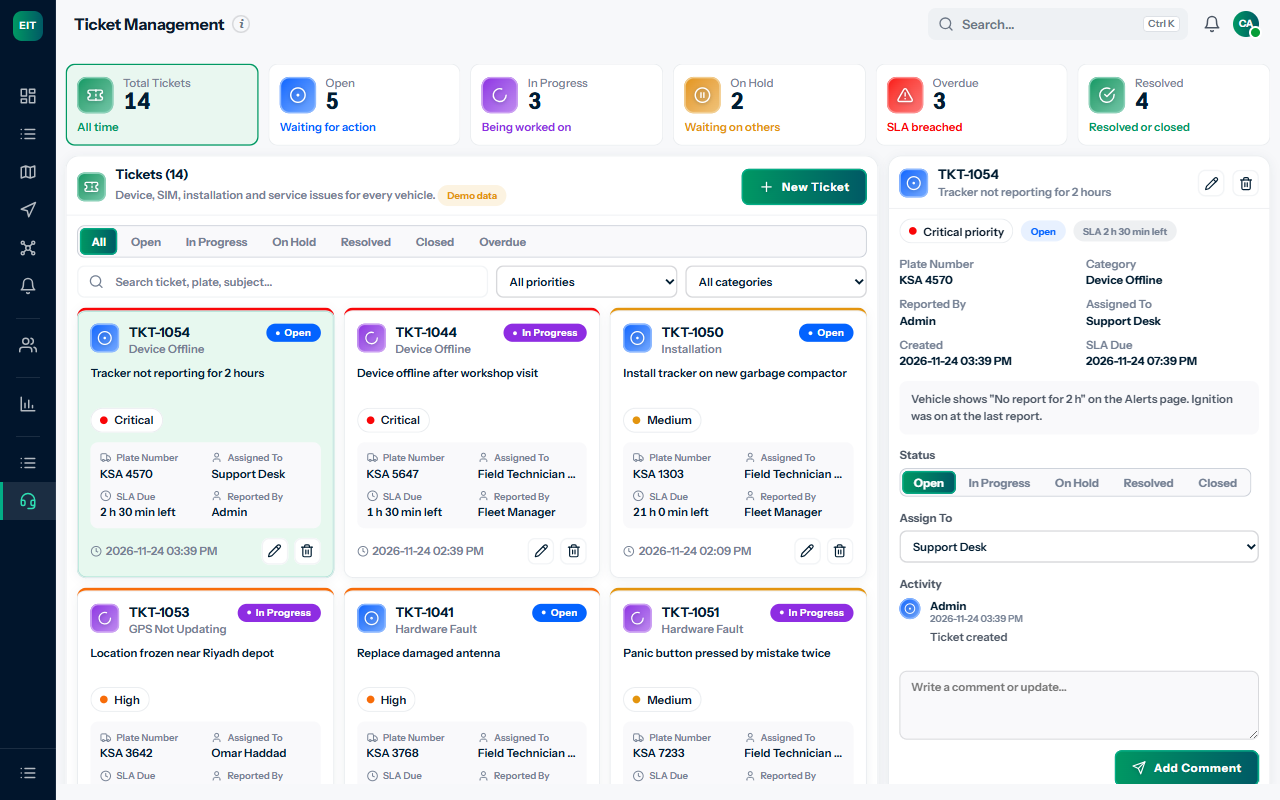 EIT
Ticket Management
Search...
Ctrl K
CA
Total Tickets
14
All time
Open
5
Waiting for action
In Progress
3
Being worked on
On Hold
2
Waiting on others
Overdue
3
SLA breached
Resolved
4
Resolved or closed
Tickets (14)
Device, SIM, installation and service issues for every vehicle.
Demo data
New Ticket
All
Open
In Progress
On Hold
Resolved
Closed
Overdue
Search ticket, plate, subject...
All priorities
All categories
TKT-1054
Open
Device Offline
Tracker not reporting for 2 hours
Critical
Plate Number
Assigned To
KSA 4570
Support Desk
SLA Due
Reported By
2 h 30 min left
Admin
2026-11-24 03:39 PM
TKT-1044
In Progress
Device Offline
Device offline after workshop visit
Critical
Plate Number
Assigned To
KSA 5647
Field Technician ...
SLA Due
Reported By
1 h 30 min left
Fleet Manager
2026-11-24 02:39 PM
TKT-1050
Open
Installation
Install tracker on new garbage compactor
Medium
Plate Number
Assigned To
KSA 1303
Field Technician ...
SLA Due
Reported By
21 h 0 min left
Fleet Manager
2026-11-24 02:09 PM
TKT-1053
In Progress
GPS Not Updating
Location frozen near Riyadh depot
High
Plate Number
Assigned To
KSA 3642
Omar Haddad
SLA Due
Reported By
TKT-1041
Open
Hardware Fault
Replace damaged antenna
High
Plate Number
Assigned To
KSA 3768
Field Technician ...
SLA Due
Reported By
TKT-1051
In Progress
Hardware Fault
Panic button pressed by mistake twice
Medium
Plate Number
Assigned To
KSA 7233
Field Technician ...
SLA Due
Reported By
TKT-1054
Tracker not reporting for 2 hours
Critical priority
Open
SLA 2 h 30 min left
Plate Number
Category
KSA 4570
Device Offline
Reported By
Assigned To
Admin
Support Desk
Created
SLA Due
2026-11-24 03:39 PM
2026-11-24 07:39 PM
Vehicle shows "No report for 2 h" on the Alerts page. Ignition
was on at the last report.
Status
Open
In Progress
On Hold
Resolved
Closed
Assign To
Support Desk
Activity
Admin
2026-11-24 03:39 PM
Ticket created
Write a comment or update...
Add Comment